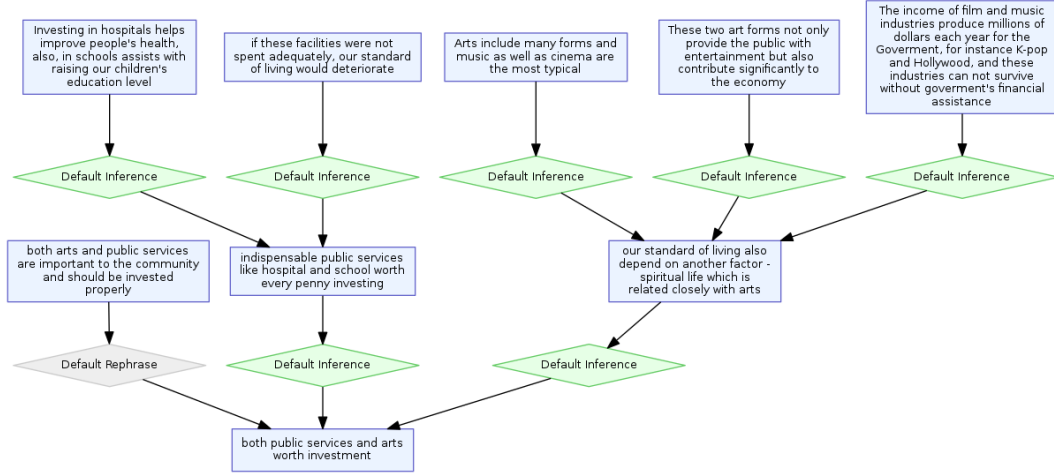 Investing in hospitals helps
improve people's health,
also, in schools assists with
raising our children's
education level
if these facilities were not
spent adequately, our standard
of living would deteriorate
Arts include many forms and
music as well as cinema are
the most typical
These two art forms not only
provide the public with
entertainment but also
contribute significantly to
the economy
The income of film and music
industries produce millions of
dollars each year for the
Goverment, for instance K-pop
and Hollywood, and these
industries can not survive
without goverment's financial
assistance
Default Inference
Default Inference
Default Inference
Default Inference
Default Inference
both arts and public services
are important to the community
and should be invested
properly
indispensable public services
like hospital and school worth
every penny investing
our standard of living also
depend on another factor -
spiritual life which is
related closely with arts
Default Rephrase
Default Inference
Default Inference
both public services and arts
worth investment